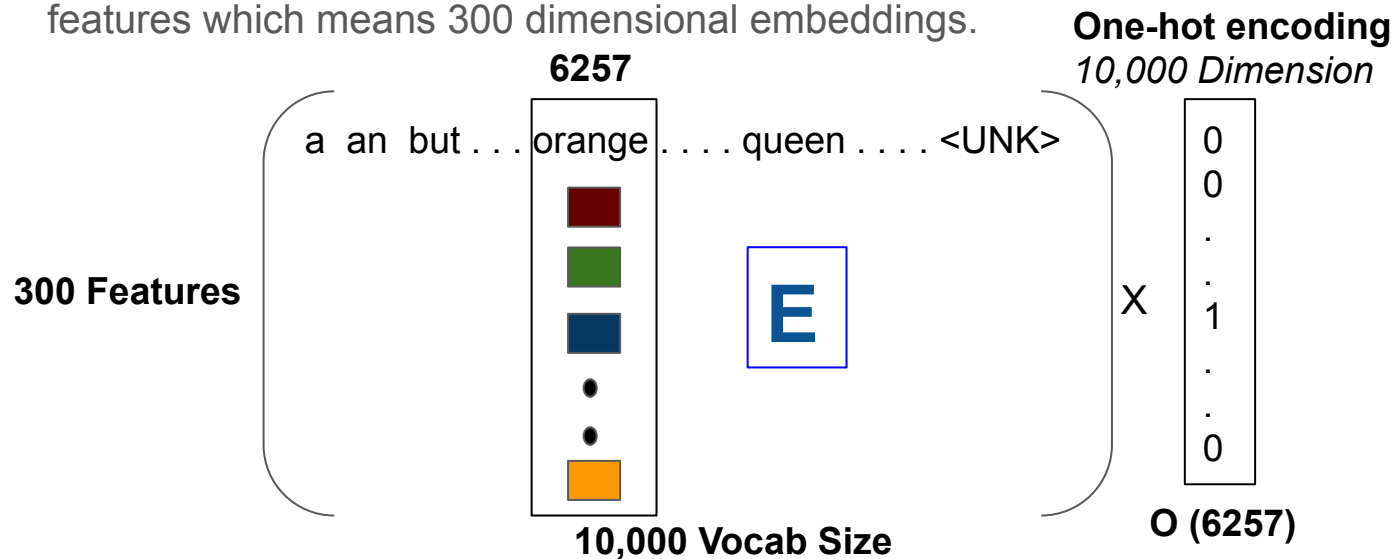 features which means 300 dimensional embeddings.
One-hot encoding
10,000 Dimension
6257
a an but . . . orange . . . . queen . . . . <UNK>
300 Features
E
X
0
0
.
.
1
.
.
0
10,000 Vocab Size
O (6257)